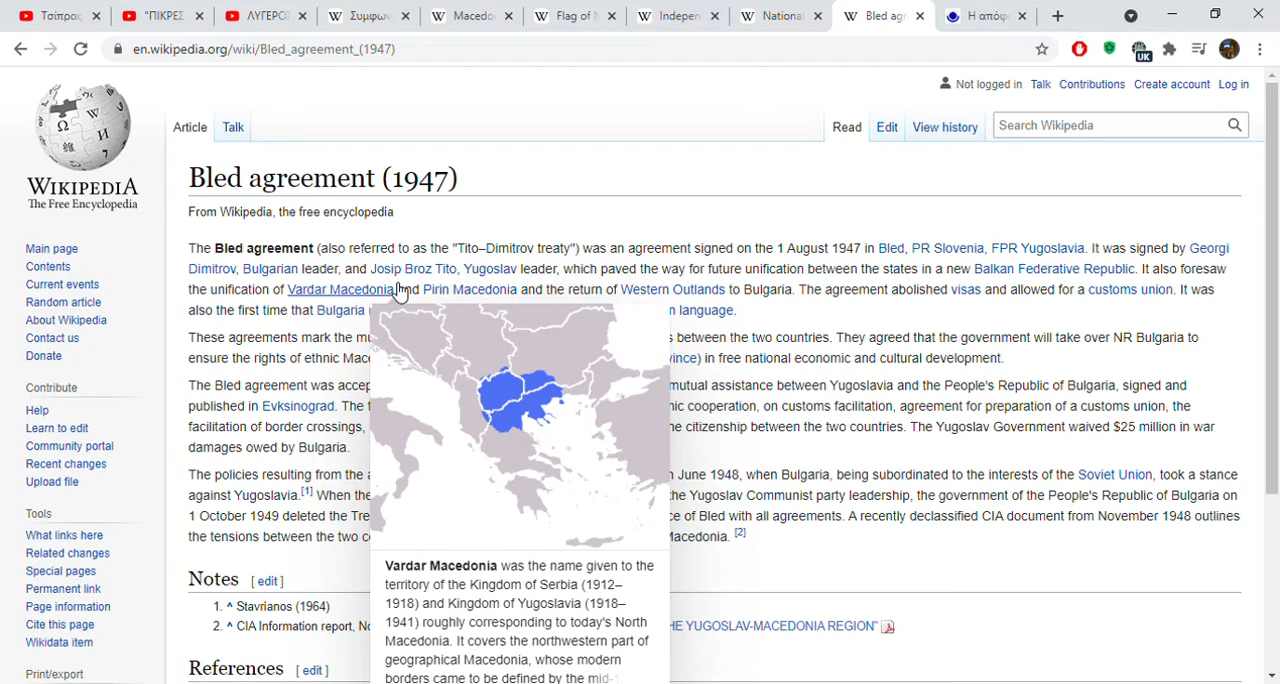 Τσίπρας
"ΠΙΚΡΕΣ
ΛΥΓΕΡΟΣ
Συμφων
Macedo
Flag of N
Indepen
National
Bled agr
Η απόφ
en.wikipedia.org/wiki/Bled_agreement_(1947)
UK
Not logged in Talk Contributions Create account Log in
Article Talk Read Edit View history Search Wikipedia
WIKIPEDIA
The Free Encyclopedia
Main page
Contents
Current events
Random article
About Wikipedia
Contact us
Donate
Contribute
Help
Learn to edit
Community portal
Recent changes
Upload file
Tools
What links here
Related changes
Special pages
Permanent link
Page information
Cite this page
Wikidata item
Print/export
Bled agreement (1947)
From Wikipedia, the free encyclopedia
The Bled agreement (also referred to as the "Tito–Dimitrov treaty") was an agreement signed on the 1 August 1947 in Bled, PR Slovenia, FPR Yugoslavia. It was signed by Georgi
Dimitrov, Bulgarian leader, and Josip Broz Tito, Yugoslav leader, which paved the way for future unification between the states in a new Balkan Federative Republic. It also foresaw
the unification of Vardar Macedonia and Pirin Macedonia and the return of Western Outlands to Bulgaria. The agreement abolished visas and allowed for a customs union. It was
also the first time that Bulgaria n language.
These agreements mark the mu s between the two countries. They agreed that the government will take over NR Bulgaria to
ensure the rights of ethnic Mace vince) in free national economic and cultural development.
The Bled agreement was accep mutual assistance between Yugoslavia and the People's Republic of Bulgaria, signed and
published in Evksinograd. The t nic cooperation, on customs facilitation, agreement for preparation of a customs union, the
facilitation of border crossings, e citizenship between the two countries. The Yugoslav Government waived $25 million in war
damages owed by Bulgaria.
The policies resulting from the a n June 1948, when Bulgaria, being subordinated to the interests of the Soviet Union, took a stance
against Yugoslavia.[1] When the the Yugoslav Communist party leadership, the government of the People's Republic of Bulgaria on
1 October 1949 deleted the Tre ce of Bled with all agreements. A recently declassified CIA document from November 1948 outlines
the tensions between the two co Macedonia. [2]
Vardar Macedonia was the name given to the
territory of the Kingdom of Serbia (1912–
1918) and Kingdom of Yugoslavia (1918–
1941) roughly corresponding to today's North
Macedonia. It covers the northwestern part of
geographical Macedonia, whose modern
borders came to be defined by the mid-1
Notes [ edit ]
1. ^ Stavrianos (1964)
2. ^ CIA Information report, No HE YUGOSLAV-MACEDONIA REGION"
References [ edit ]